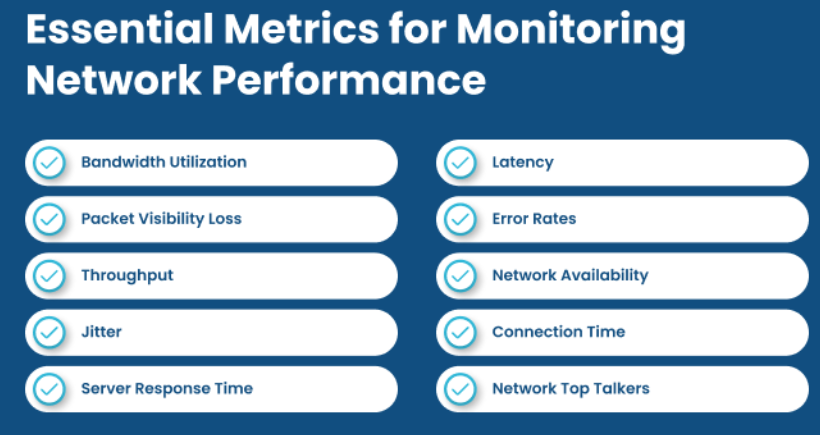 Essential Metrics for Monitoring
Network Performance
Bandwidth Utilization
Packet Visibility Loss
Throughput
Jitter
Server Response Time
Latency
Error Rates
Network Availability
Connection Time
Network Top Talkers